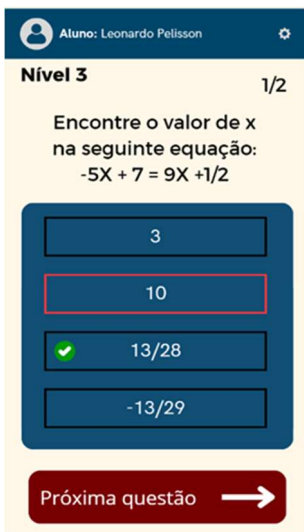 Aluno: Leonardo Pelisson
Nível 3
1/2
Encontre o valor de x
na seguinte equação:
-5X + 7 = 9X +1/2
3
10
13/28
-13/29
Próxima questão